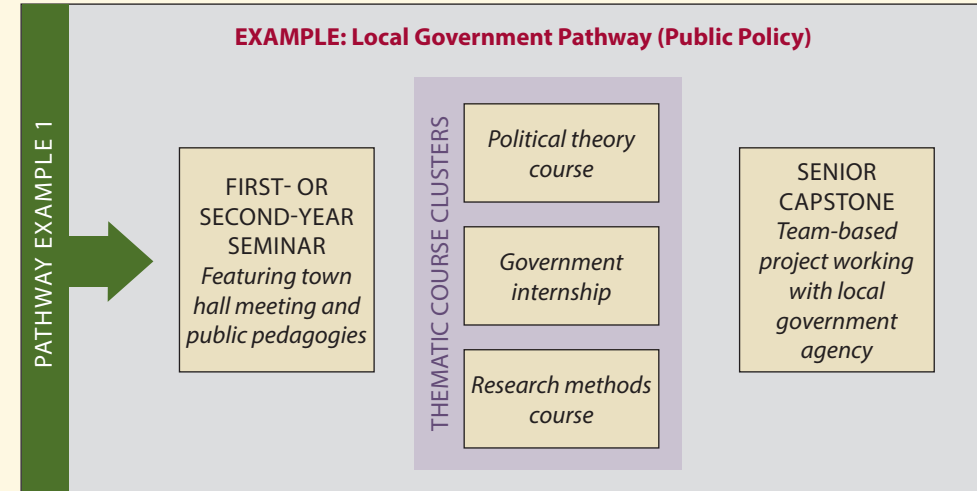 EXAMPLE: Local Government Pathway (Public Policy)
PATHWAY EXAMPLE 1
FIRST- OR
SECOND-YEAR
SEMINAR
Featuring town
hall meeting and
public pedagogies
THEMATIC COURSE CLUSTERS
Political theory
course
Government
internship
Research methods
course
SENIOR
CAPSTONE
Team-based
project working
with local
government
agency